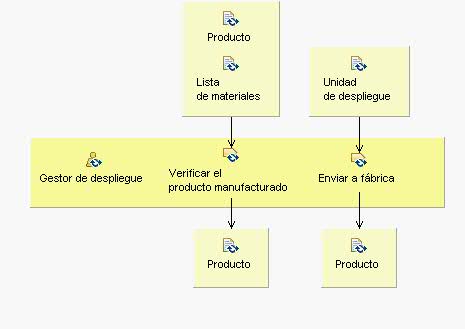 Producto
Lista
de materiales
Unidad
de despliegue
Gestor de despliegue
Verificar el
producto manufacturado
Enviar a fábrica
Producto
Producto